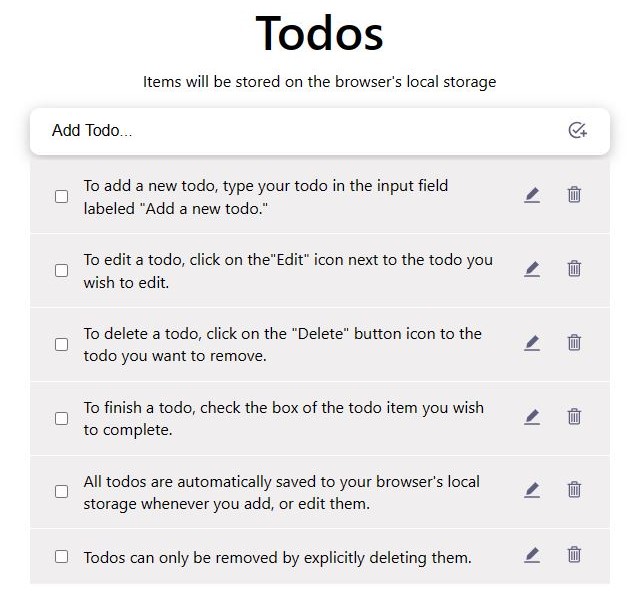 Todos
Items will be stored on the browser's local storage
Add Todo...
To add a new todo, type your todo in the input field
labeled "Add a new todo."
To edit a todo, click on the"Edit" icon next to the todo you
wish to edit.
To delete a todo, click on the "Delete" button icon to the
todo you want to remove.
To finish a todo, check the box of the todo item you wish
to complete.
All todos are automatically saved to your browser's local
storage whenever you add, or edit them.
Todos can only be removed by explicitly deleting them.